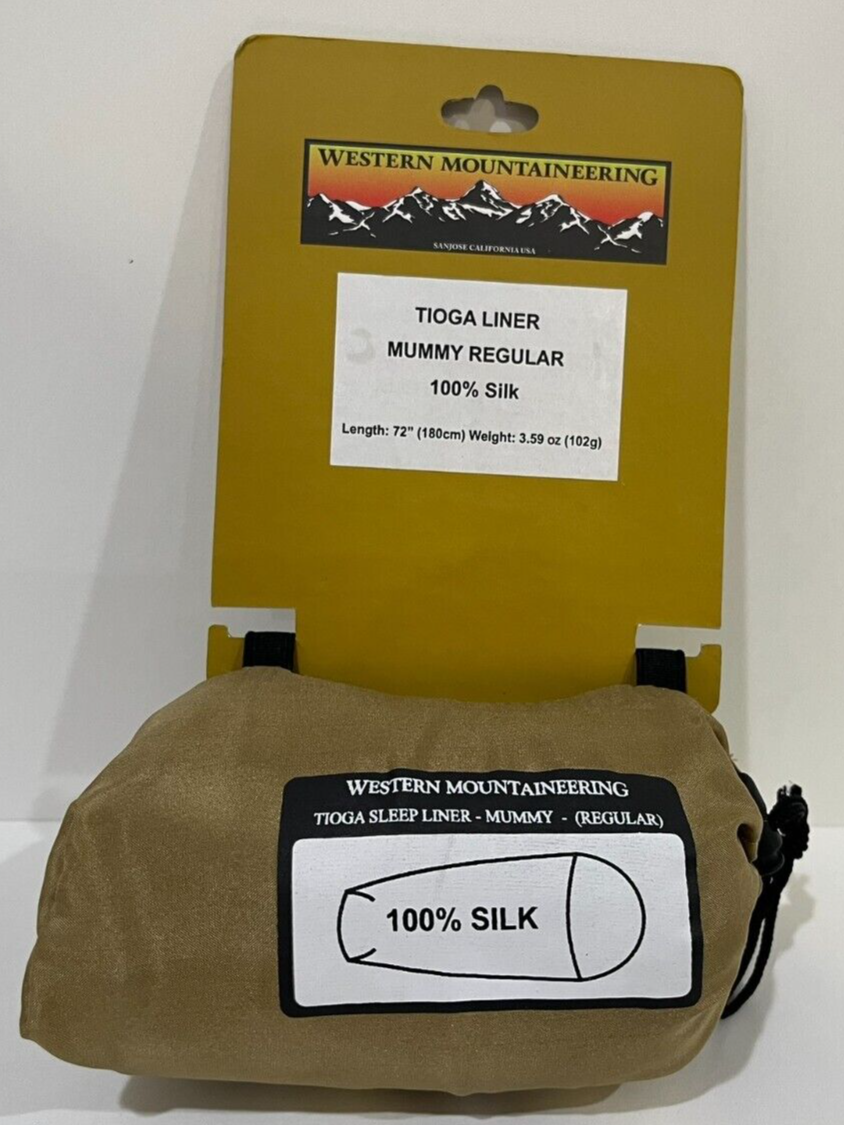 WESTERN MOUNTAINEERING
SANJOSE CALIFORNIA USA
TIOGA LINER
MUMMY REGULAR
100% Silk
Length: 72" (180cm) Weight: 3.59 oz (102g)
WESTERN MOUNTAINEERING
TIOGA SLEEP LINER - MUMMY - (REGULAR)
100% SILK